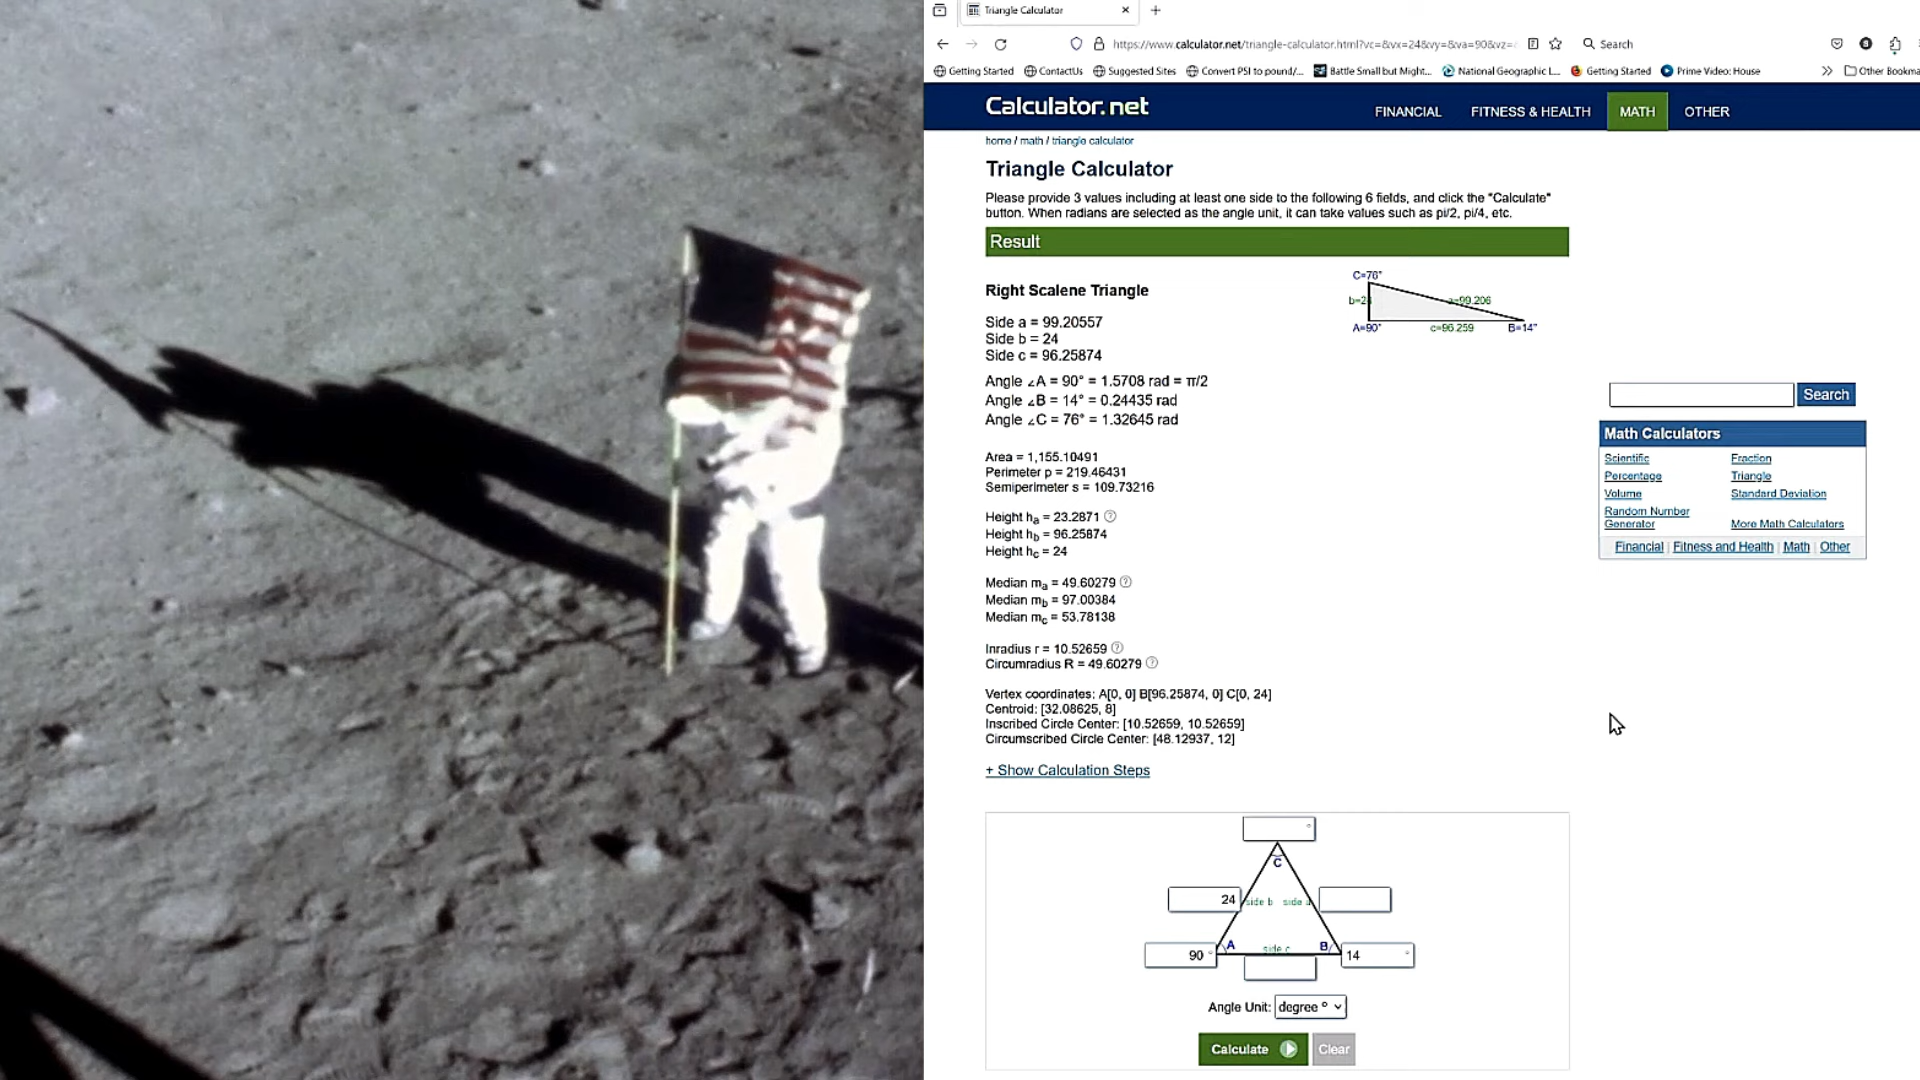 Triangle Calculator
https://www.calculator.net/triangle-calculator.html?vc=&vx=24&vy=&va=90&vz=
Search
Getting Started
ContactUs
Suggested Sites
Convert PSI to pound/...
Battle Small but Might...
National Geographic I...
Getting Started
Prime Video: House
Other Bookma
Calculator.net
FINANCIAL
FITNESS & HEALTH
MATH
OTHER
home / math / triangle calculator
Triangle Calculator
Please provide 3 values including at least one side to the following 6 fields, and click the "Calculate"
button. When radians are selected as the angle unit, it can take values such as pi/2, pi/4, etc.
Result
Right Scalene Triangle
Side a = 99.20557
Side b = 24
Side c = 96.25874
Angle ∠A = 90° = 1.5708 rad = π/2
Angle ∠B = 14° = 0.24435 rad
Angle ∠C = 76° = 1.32645 rad
Area = 1,155.10491
Perimeter p = 219.46431
Semiperimeter s = 109.73216
Height ha = 23.2871
Height hb = 96.25874
Height hc = 24
Median ma = 49.60279
Median mb = 97.00384
Median mc = 53.78138
Inradius r = 10.52659
Circumradius R = 49.60279
Vertex coordinates: A[0, 0] B[96.25874, 0] C[0, 24]
Centroid: [32.08625, 8]
Inscribed Circle Center: [10.52659, 10.52659]
Circumscribed Circle Center: [48.12937, 12]
+ Show Calculation Steps
C=76°
b=24
a=99.206
A=90°
c=96.259
B=14°
Search
Math Calculators
Scientific
Fraction
Percentage
Triangle
Volume
Standard Deviation
Random Number
Generator
More Math Calculators
Financial | Fitness and Health | Math | Other
C
24
side b
side a
A
side c
B
90 °
14 °
Angle Unit: degree °
Calculate
Clear